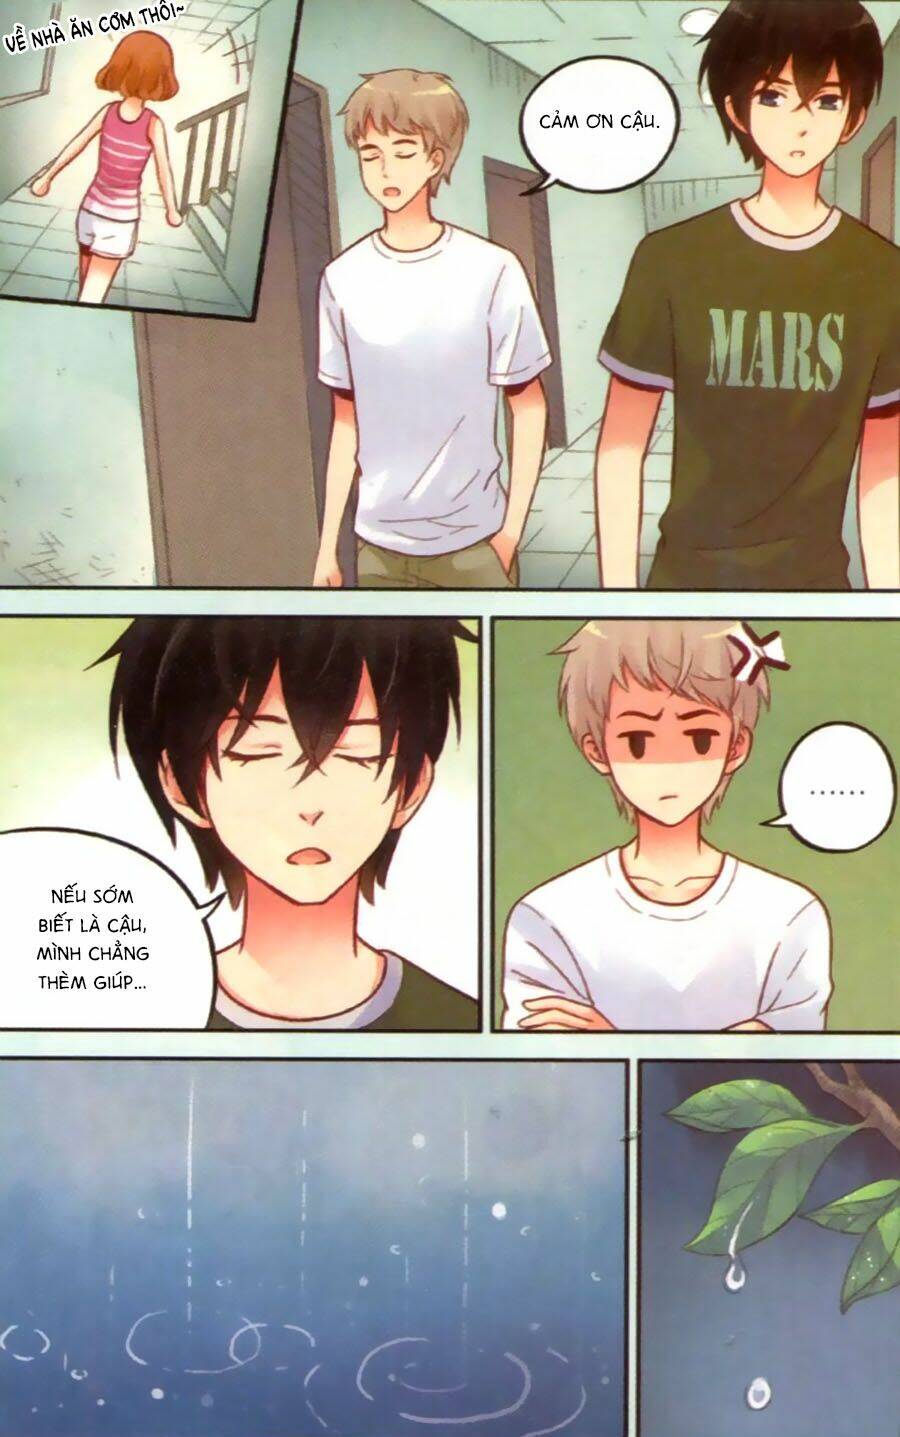 VỀ NHÀ ĂN CƠM THÔI~
CẢM ƠN CẬU.
MARS
NẾU SỚM
BIẾT LÀ CẬU,
MÌNH CHẲNG
THÈM GIÚP...
......